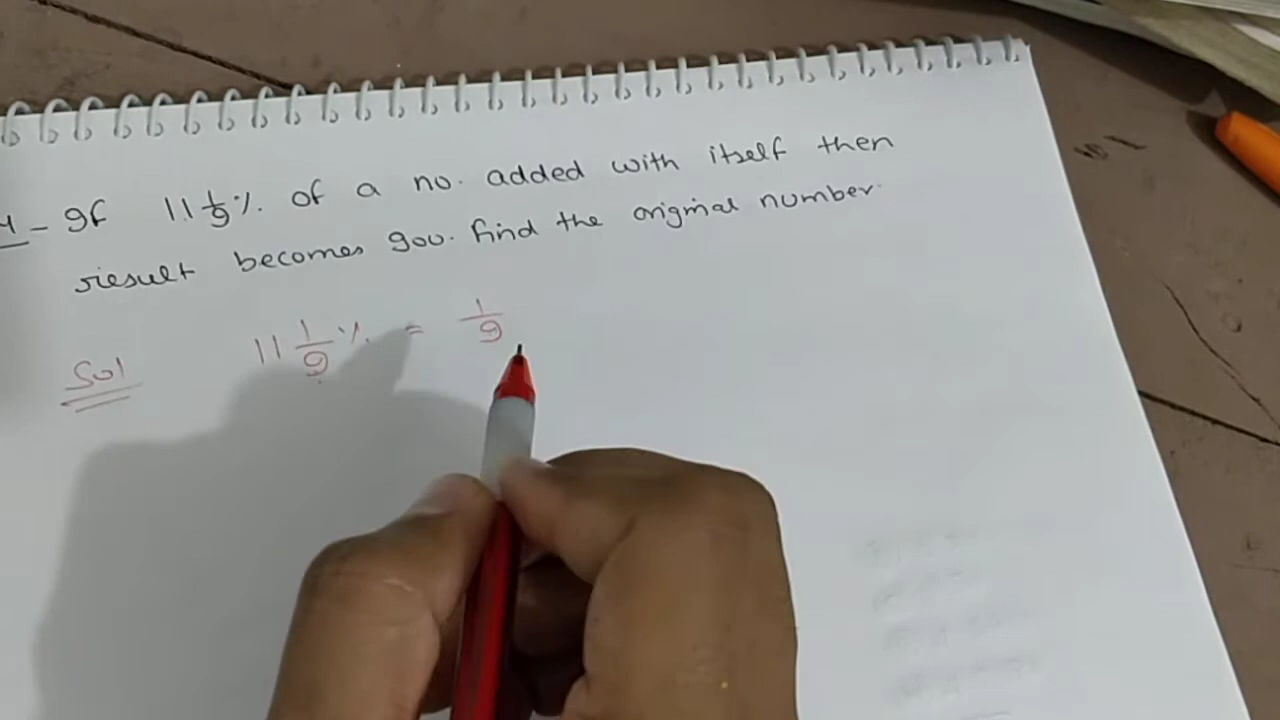 4 - If 11 1/9 % of a no. added with itself then
result becomes 900. find the original number.
Sol 11 1/9 % = 1/9